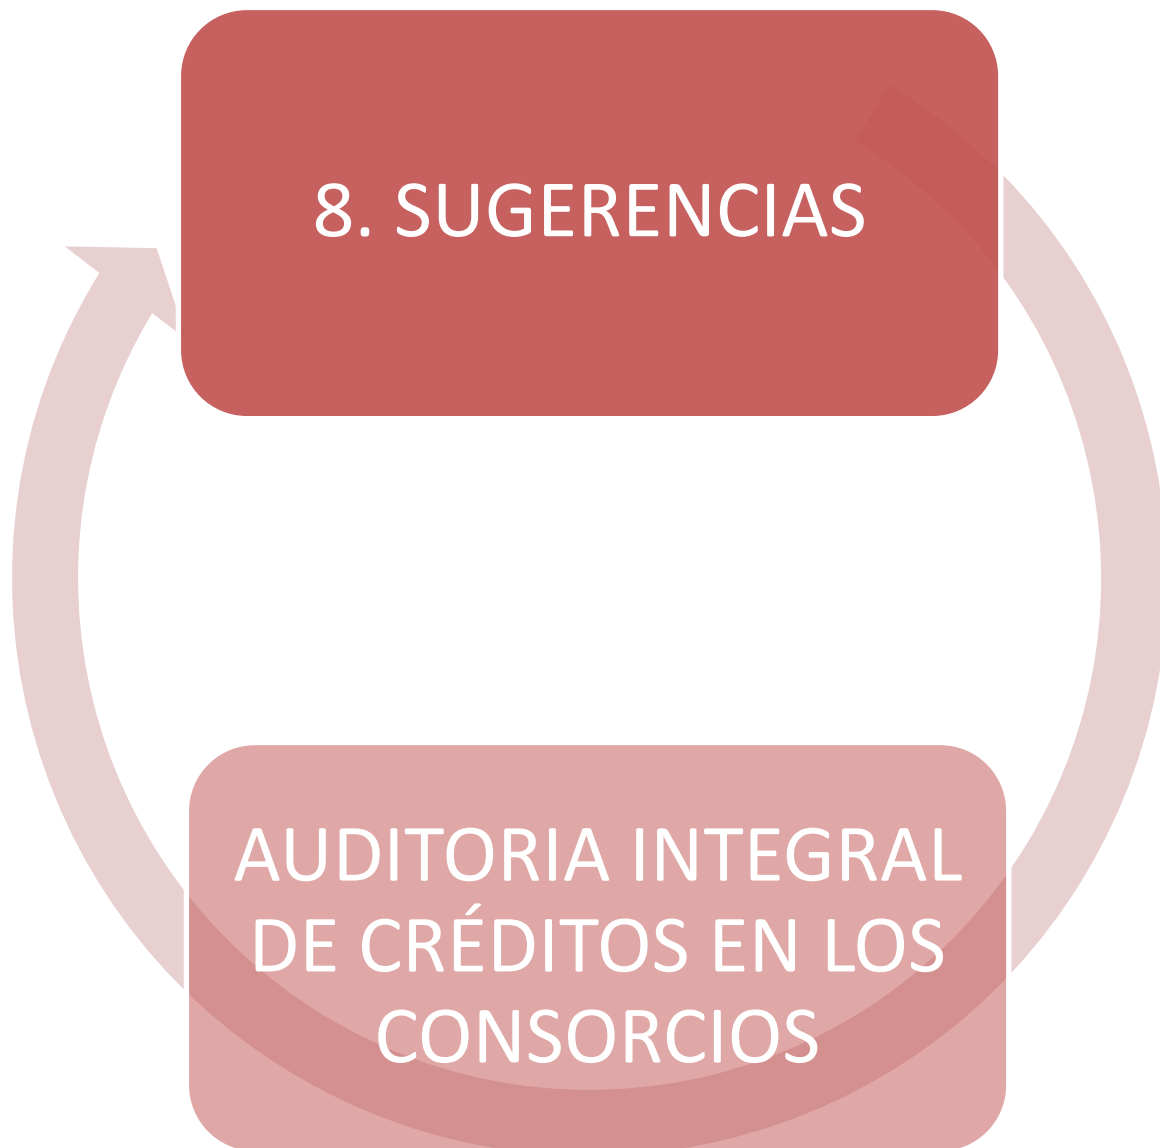 8. SUGERENCIAS
AUDITORIA INTEGRAL
DE CRÉDITOS EN LOS
CONSORCIOS